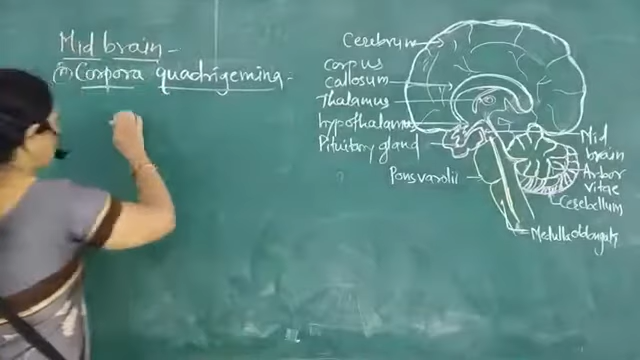 Mid brain -
(ii) Corpora quadrigemina -
Cerebrum
Corpus
callosum
Thalamus
hypothalamus
Pituitary gland
Pons varolii
Mid
brain
Arbor
vitae
Cerebellum
Medulla oblongata